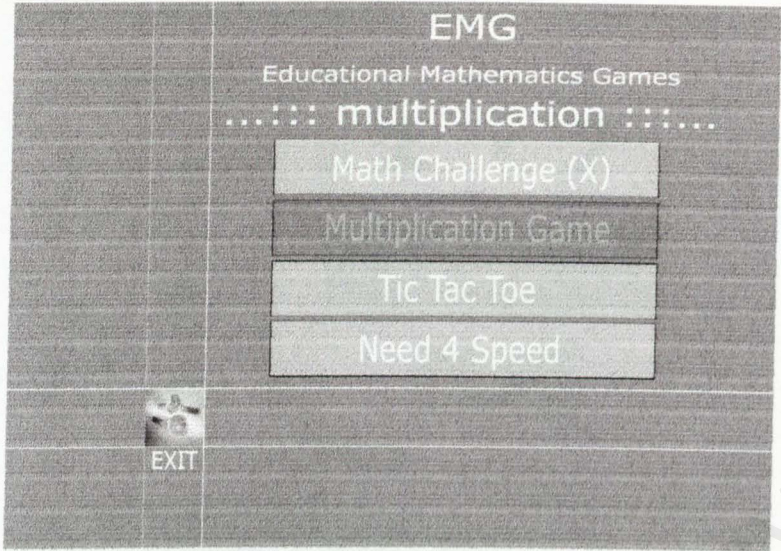 EMG
Educational Mathematics Games
...::: multiplication :::...
Math Challenge (X)
Multiplication Game
Tic Tac Toe
Need 4 Speed
EXIT